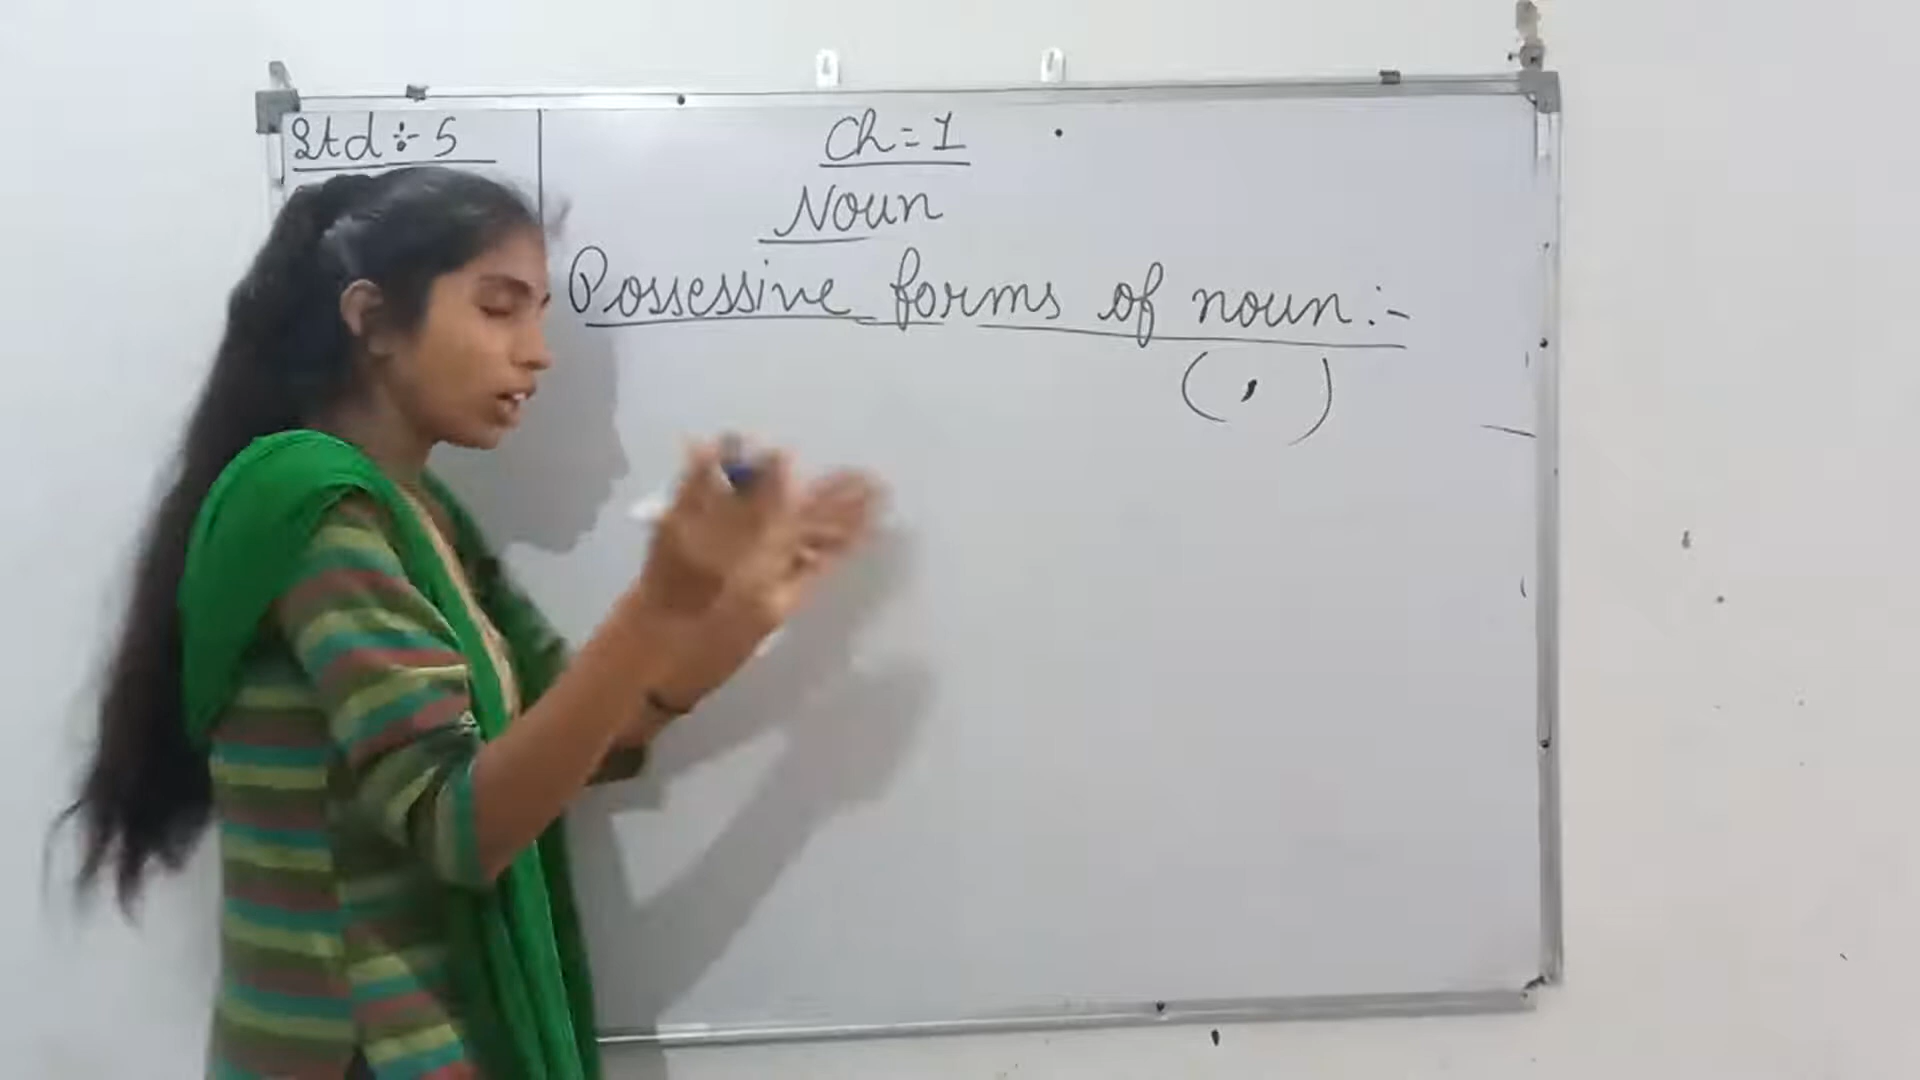 Std :- 5
Ch = 1
Noun
Possessive forms of noun :-
( ' )